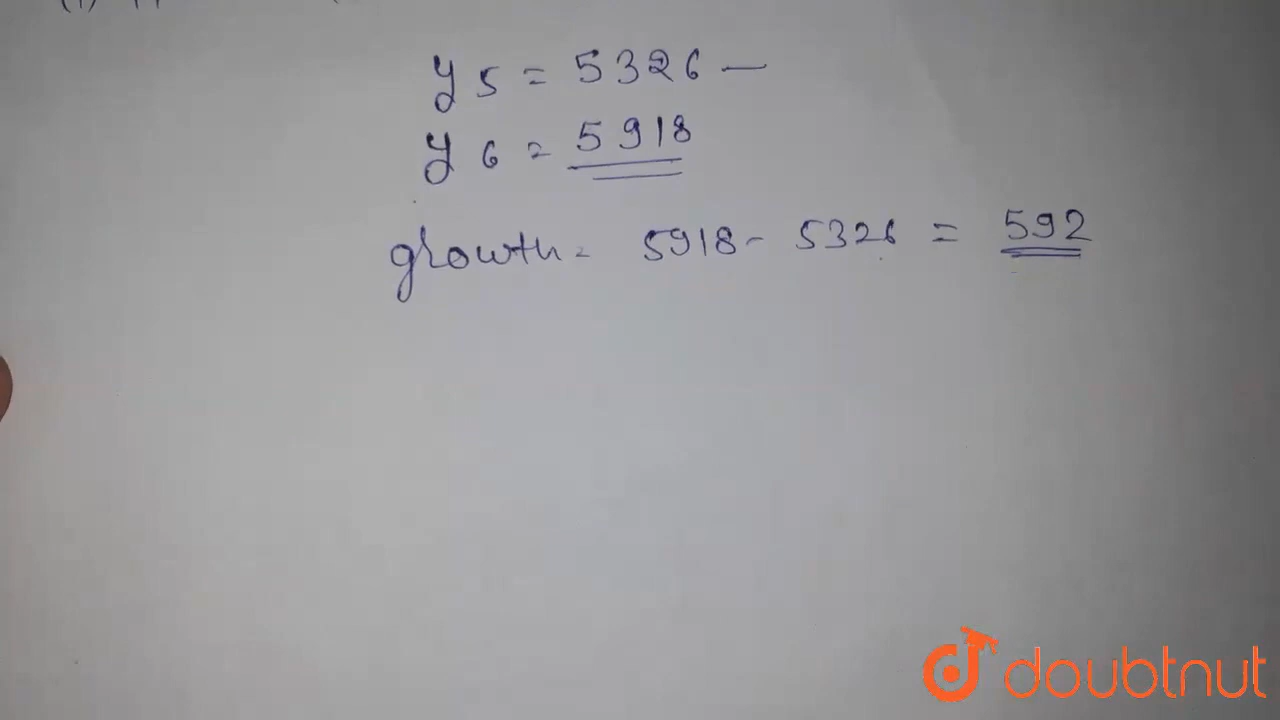 y5 = 5326 —
y6 = 5918
growth = 5918 - 5326 = 592
doubtnut